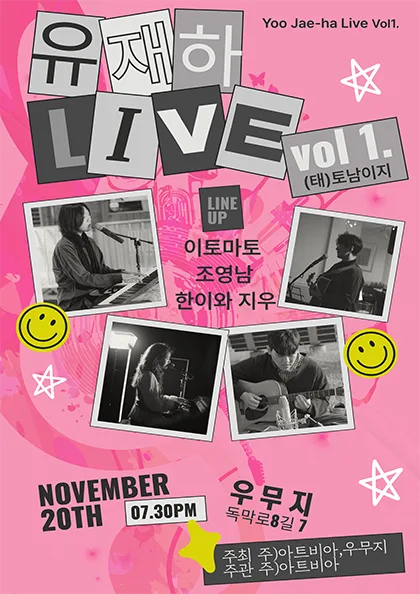 Yoo Jae-ha Live Vol1.
유재하
LIVE
vol 1.
(태)토남이지
LINE
UP
이토마토
조영남
한이와 지우
NOVEMBER
20TH
07.30PM
우무지
독막로8길 7
주최 주)아트비아,우무지
주관 주)아트비아